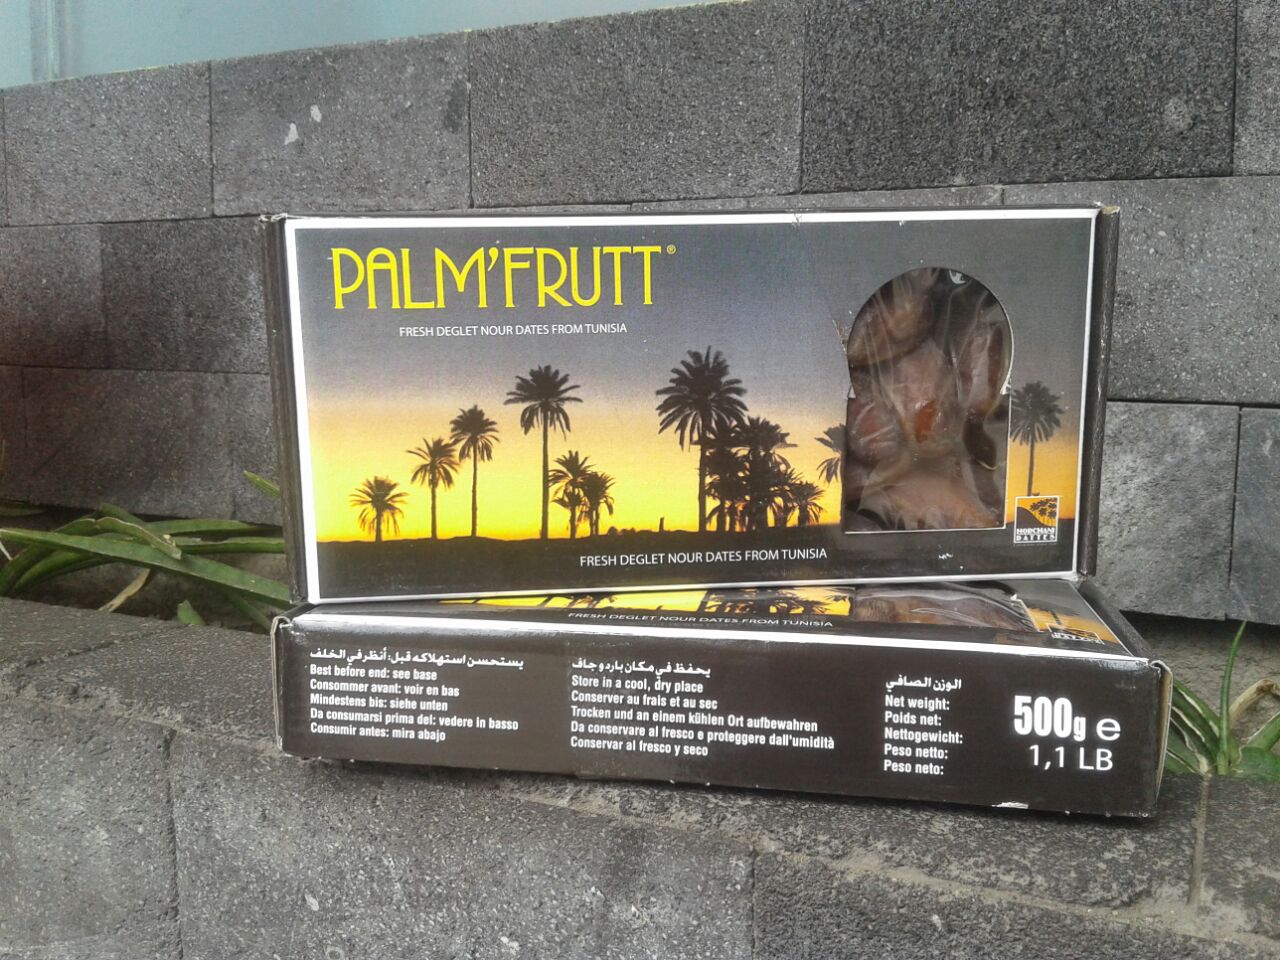 PALM'FRUTT®
FRESH DEGLET NOUR DATES FROM TUNISIA
FRESH DEGLET NOUR DATES FROM TUNISIA
HORCHANI
DATTES
FRESH DEGLET NOUR DATES FROM TUNISIA
يستحسن استهلاكه قبل: أنظر في الخلف
Best before end: see base
Consommer avant: voir en bas
Mindestens bis: siehe unten
Da consumarsi prima del: vedere in basso
Consumir antes: mira abajo
يحفظ في مكان بارد و جاف
Store in a cool, dry place
Conserver au frais et au sec
Trocken und an einem kühlen Ort aufbewahren
Da conservare al fresco e proteggere dall'umidità
Conservar al fresco y seco
الوزن الصافي
Net weight:
Poids net:
Nettogewicht:
Peso netto:
Peso neto:
500g e
1,1 LB